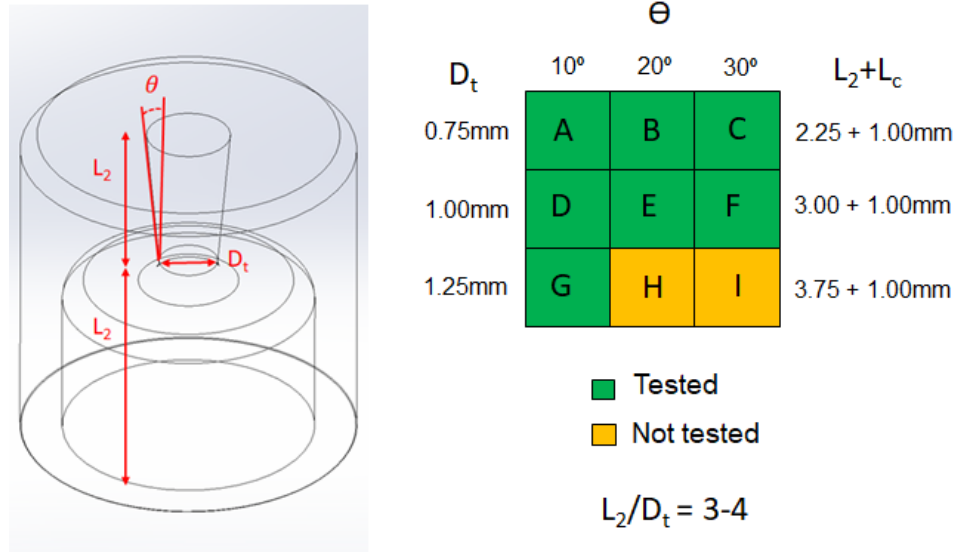 θ
L₂
Dₜ
L₂
Θ
Dₜ 10º 20º 30º L₂+L꜀
0.75mm A B C 2.25 + 1.00mm
1.00mm D E F 3.00 + 1.00mm
1.25mm G H I 3.75 + 1.00mm
Tested
Not tested
L₂/Dₜ = 3-4